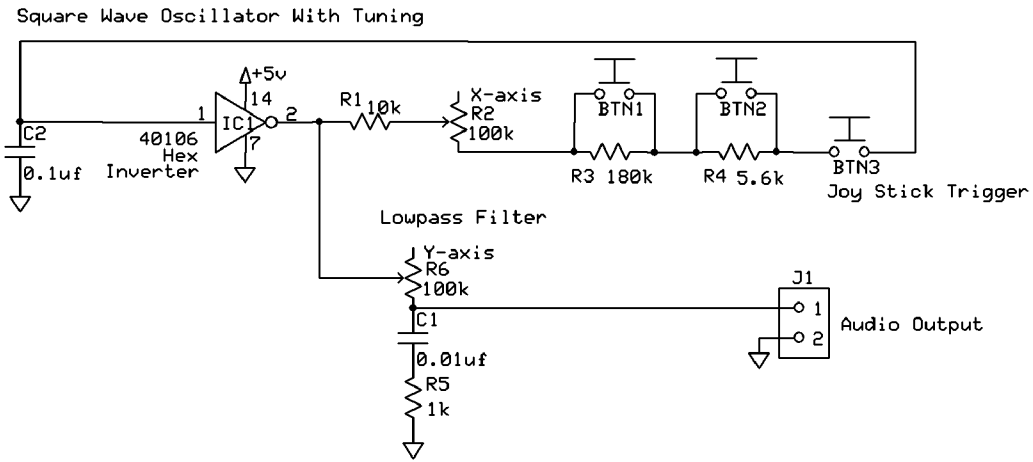 Square Wave Oscillator With Tuning
+5v
14
1
IC1
2
7
40106
Hex
Inverter
C2
0.1uf
R1 10k
X-axis
R2
100k
BTN1
BTN2
R3 180k
R4 5.6k
BTN3
Joy Stick Trigger
Lowpass Filter
Y-axis
R6
100k
C1
0.01uf
R5
1k
J1
1
2
Audio Output